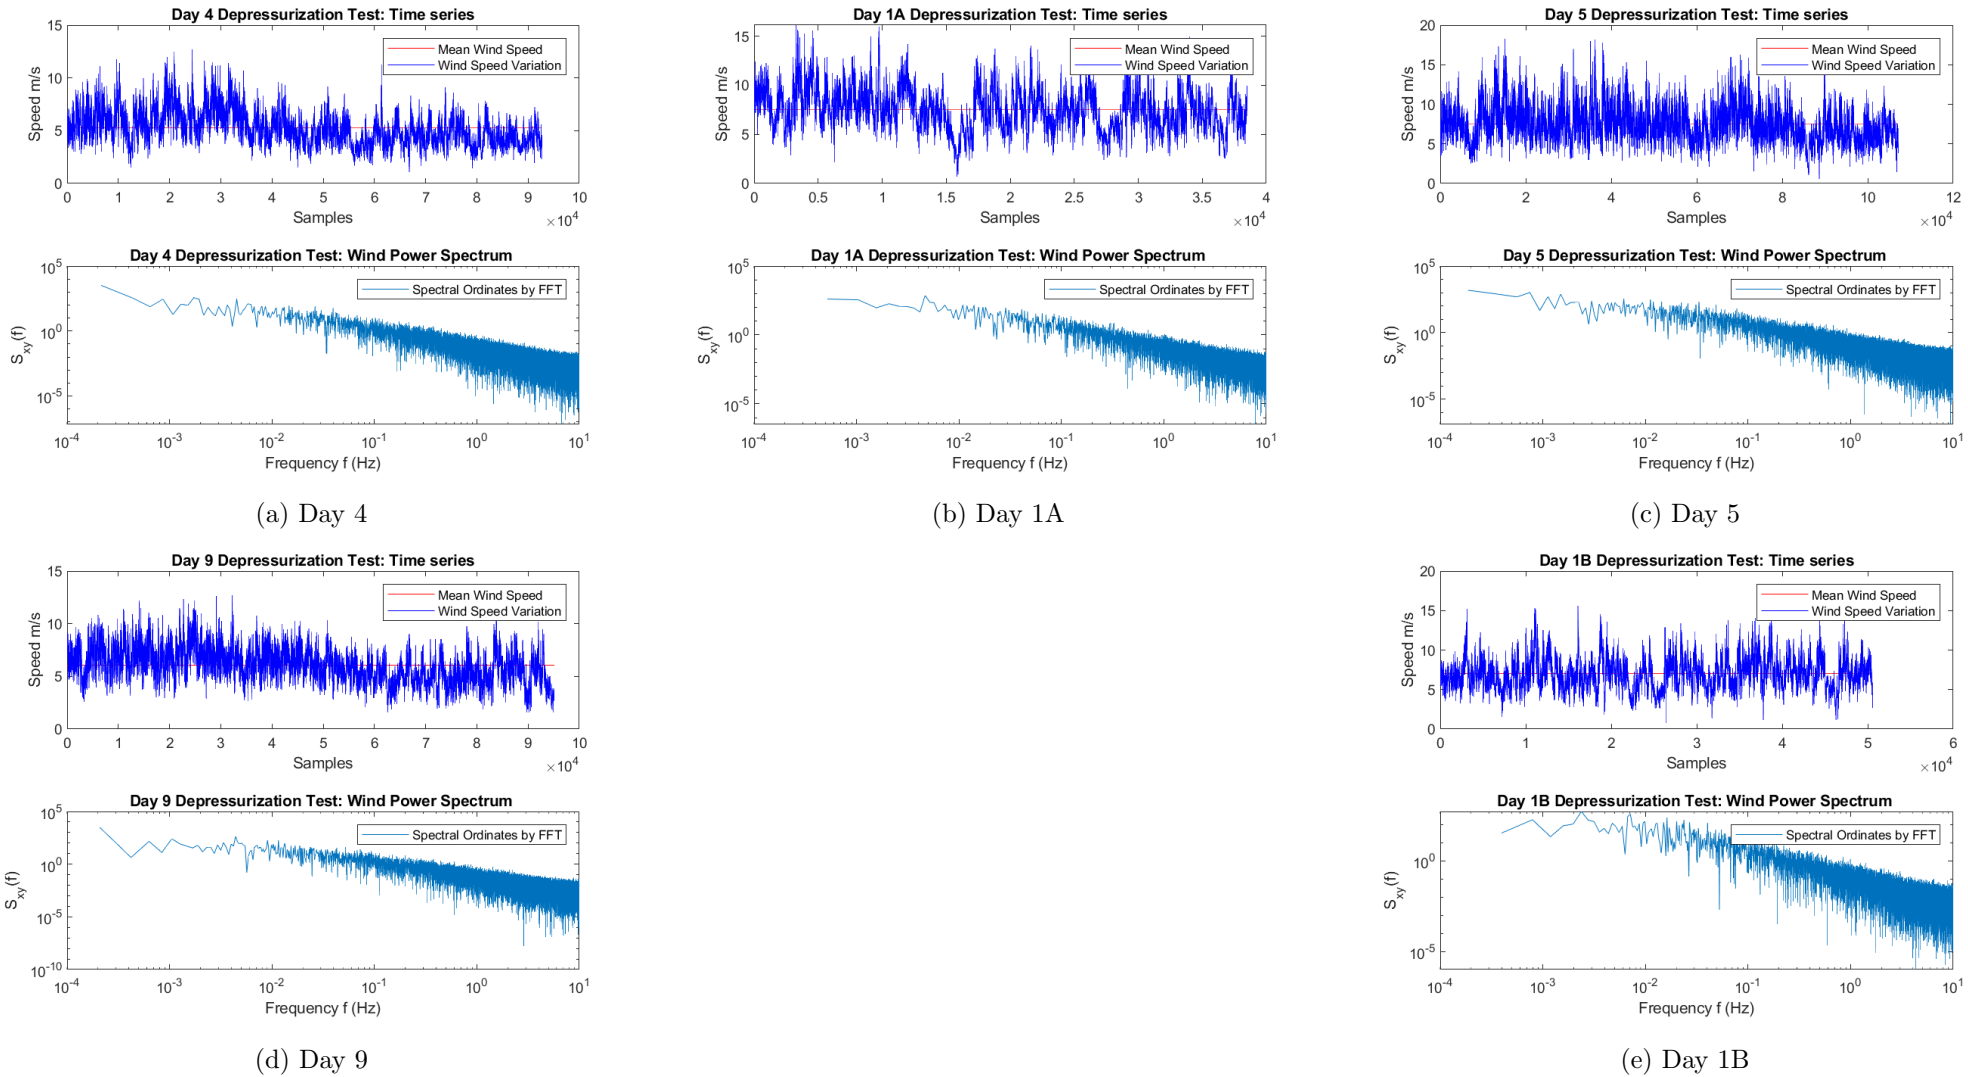 Day 4 Depressurization Test: Time series
15
10
5
0
Speed m/s
Mean Wind Speed
Wind Speed Variation
0 1 2 3 4 5 6 7 8 9 10
Samples
×10^4
Day 4 Depressurization Test: Wind Power Spectrum
10^5
10^0
10^-5
S_xy(f)
Spectral Ordinates by FFT
10^-4 10^-3 10^-2 10^-1 10^0 10^1
Frequency f (Hz)
(a) Day 4
Day 1A Depressurization Test: Time series
15
10
5
0
Speed m/s
Mean Wind Speed
Wind Speed Variation
0 0.5 1 1.5 2 2.5 3 3.5 4
Samples
×10^4
Day 1A Depressurization Test: Wind Power Spectrum
10^5
10^0
10^-5
S_xy(f)
Spectral Ordinates by FFT
10^-4 10^-3 10^-2 10^-1 10^0 10^1
Frequency f (Hz)
(b) Day 1A
Day 5 Depressurization Test: Time series
20
15
10
5
0
Speed m/s
Mean Wind Speed
Wind Speed Variation
0 2 4 6 8 10 12
Samples
×10^4
Day 5 Depressurization Test: Wind Power Spectrum
10^5
10^0
10^-5
S_xy(f)
Spectral Ordinates by FFT
10^-4 10^-3 10^-2 10^-1 10^0 10^1
Frequency f (Hz)
(c) Day 5
Day 9 Depressurization Test: Time series
15
10
5
0
Speed m/s
Mean Wind Speed
Wind Speed Variation
0 1 2 3 4 5 6 7 8 9 10
Samples
×10^4
Day 9 Depressurization Test: Wind Power Spectrum
10^5
10^0
10^-5
10^-10
S_xy(f)
Spectral Ordinates by FFT
10^-4 10^-3 10^-2 10^-1 10^0 10^1
Frequency f (Hz)
(d) Day 9
Day 1B Depressurization Test: Time series
20
15
10
5
0
Speed m/s
Mean Wind Speed
Wind Speed Variation
0 1 2 3 4 5 6
Samples
×10^4
Day 1B Depressurization Test: Wind Power Spectrum
10^0
10^-5
S_xy(f)
Spectral Ordinates by FFT
10^-4 10^-3 10^-2 10^-1 10^0 10^1
Frequency f (Hz)
(e) Day 1B